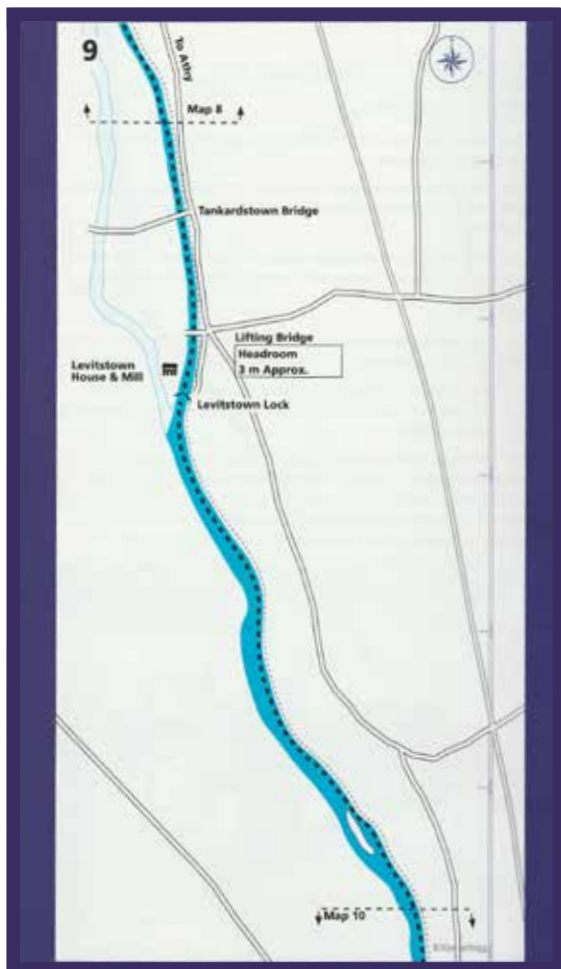 9
To Athy
Map 8
Tankardstown Bridge
Lifting Bridge
Headroom
3 m Approx.
Levitstown
House & Mill
Levitstown Lock
Map 10